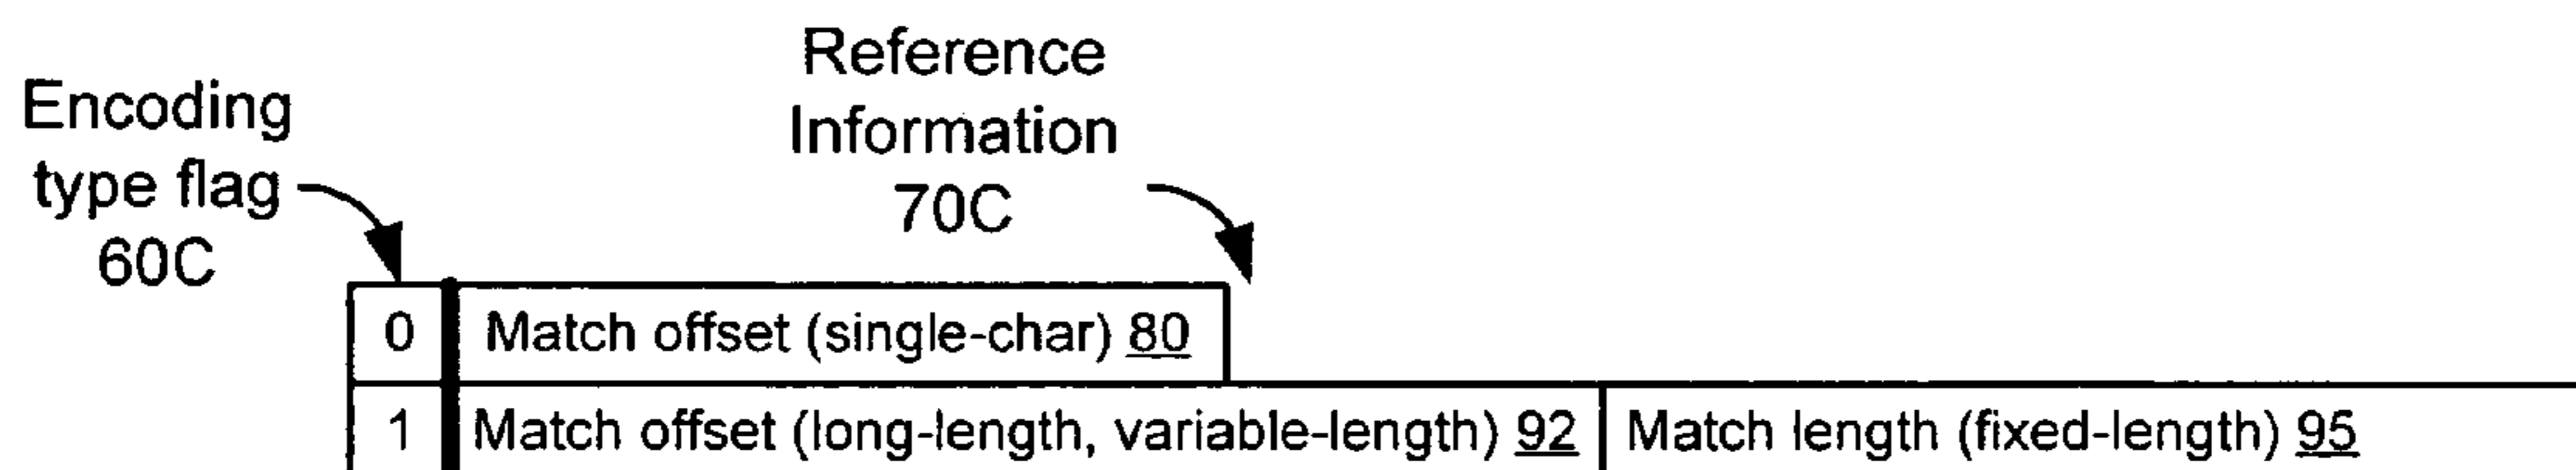 Reference
Information
70C
Encoding
type flag
60C
0 Match offset (single-char) 80
1 Match offset (long-length, variable-length) 92 Match length (fixed-length) 95